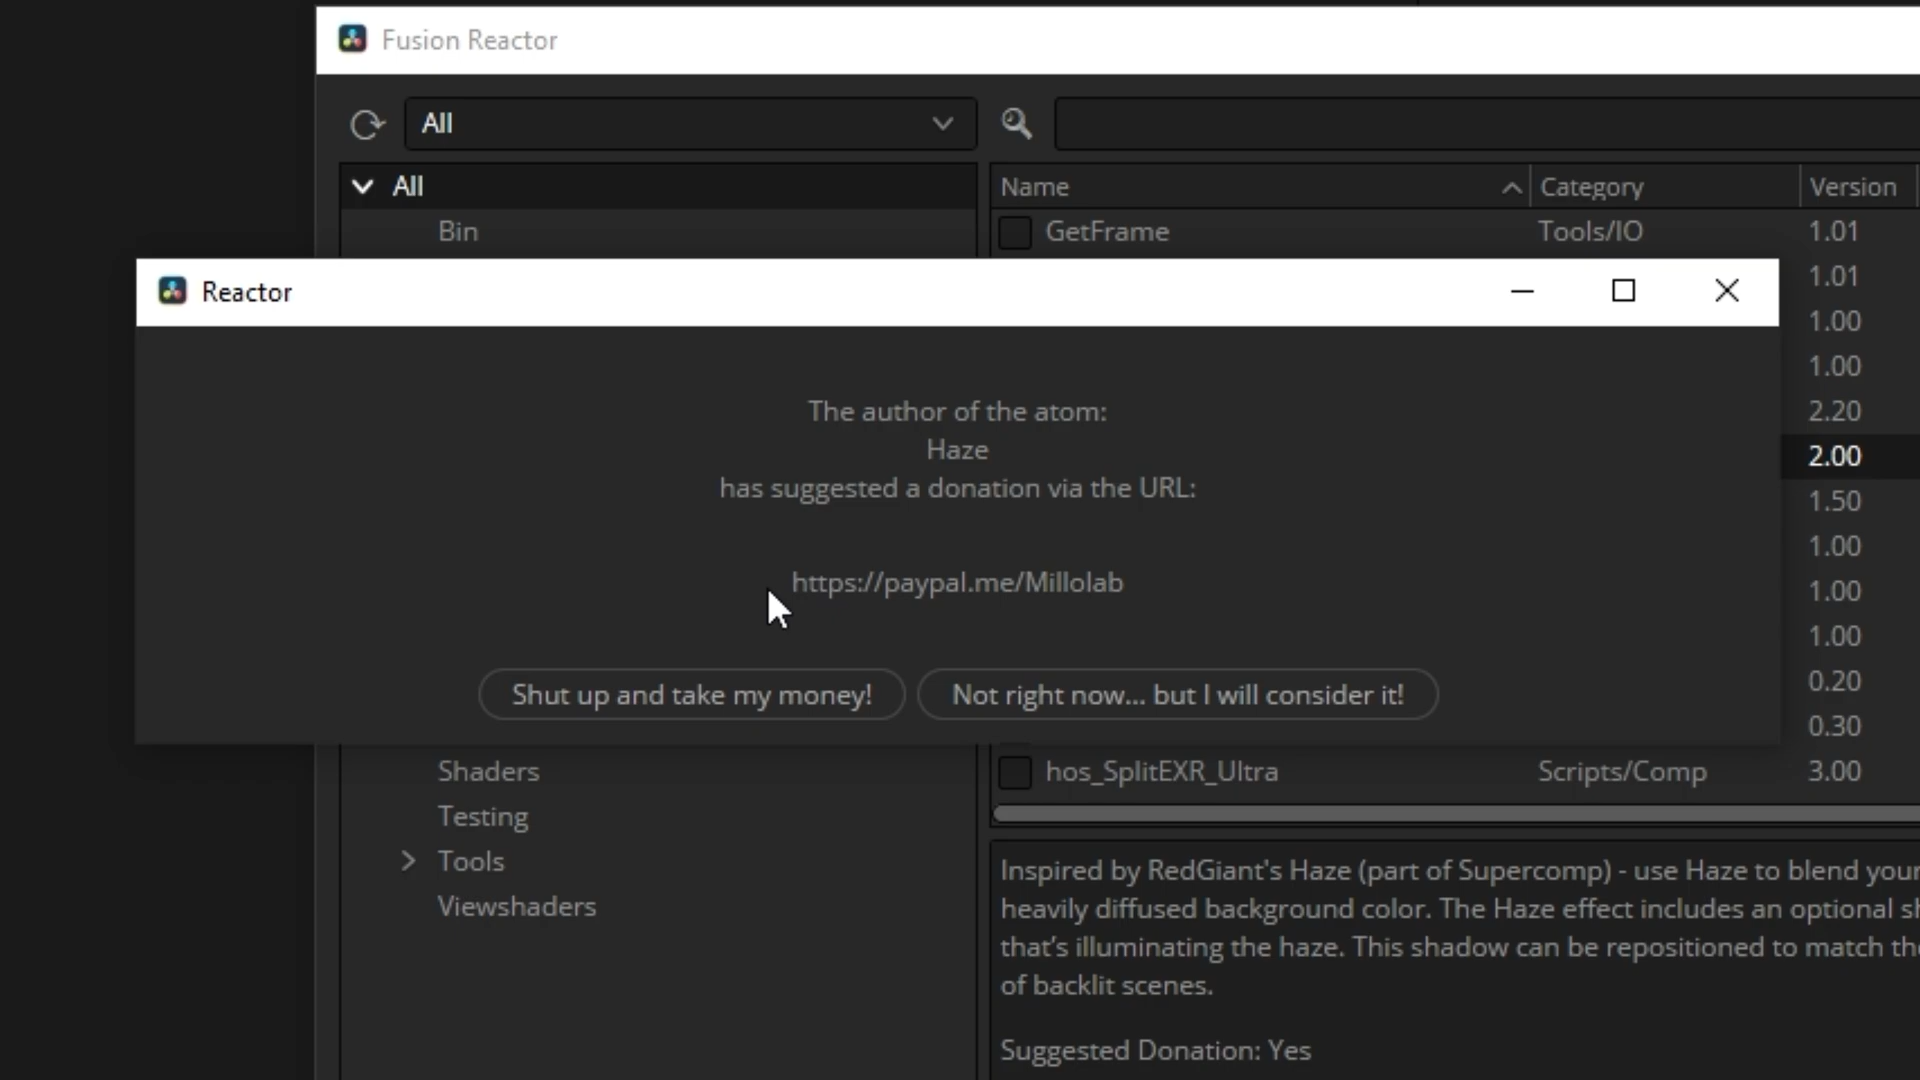 Fusion Reactor
All
All
Name Category Version
Bin
GetFrame Tools/IO 1.01
1.01
1.00
1.00
2.20
2.00
1.50
1.00
1.00
1.00
0.20
0.30
Reactor
The author of the atom:
Haze
has suggested a donation via the URL:
https://paypal.me/Millolab
Shut up and take my money! Not right now... but I will consider it!
Shaders
Testing
Tools
Viewshaders
hos_SplitEXR_Ultra Scripts/Comp 3.00
Inspired by RedGiant's Haze (part of Supercomp) - use Haze to blend your
heavily diffused background color. The Haze effect includes an optional
that's illuminating the haze. This shadow can be repositioned to match
of backlit scenes.
Suggested Donation: Yes